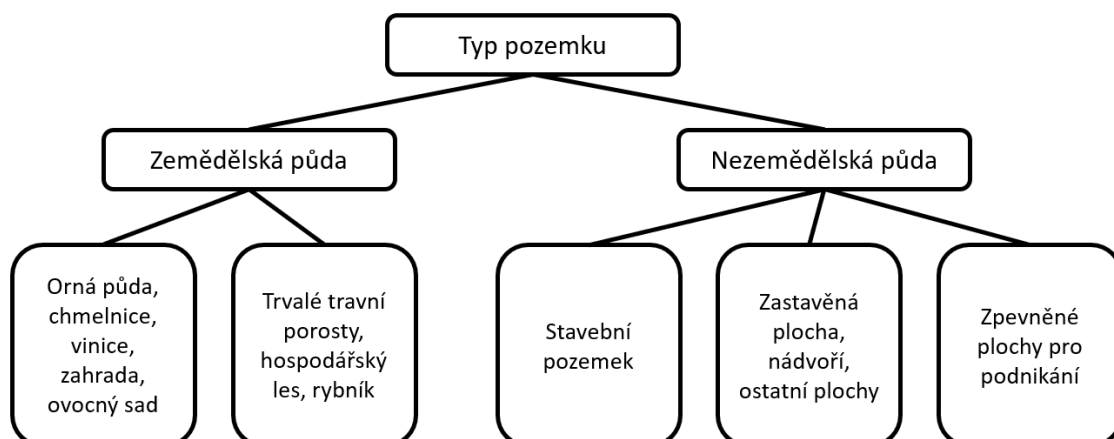 Typ pozemku
Zemědělská půda
Nezemědělská půda
Orná půda,
chmelnice,
vinice,
zahrada,
ovocný sad
Trvalé travní
porosty,
hospodářský
les, rybník
Stavební
pozemek
Zastavěná
plocha,
nádvoří,
ostatní plochy
Zpevněné
plochy pro
podnikání